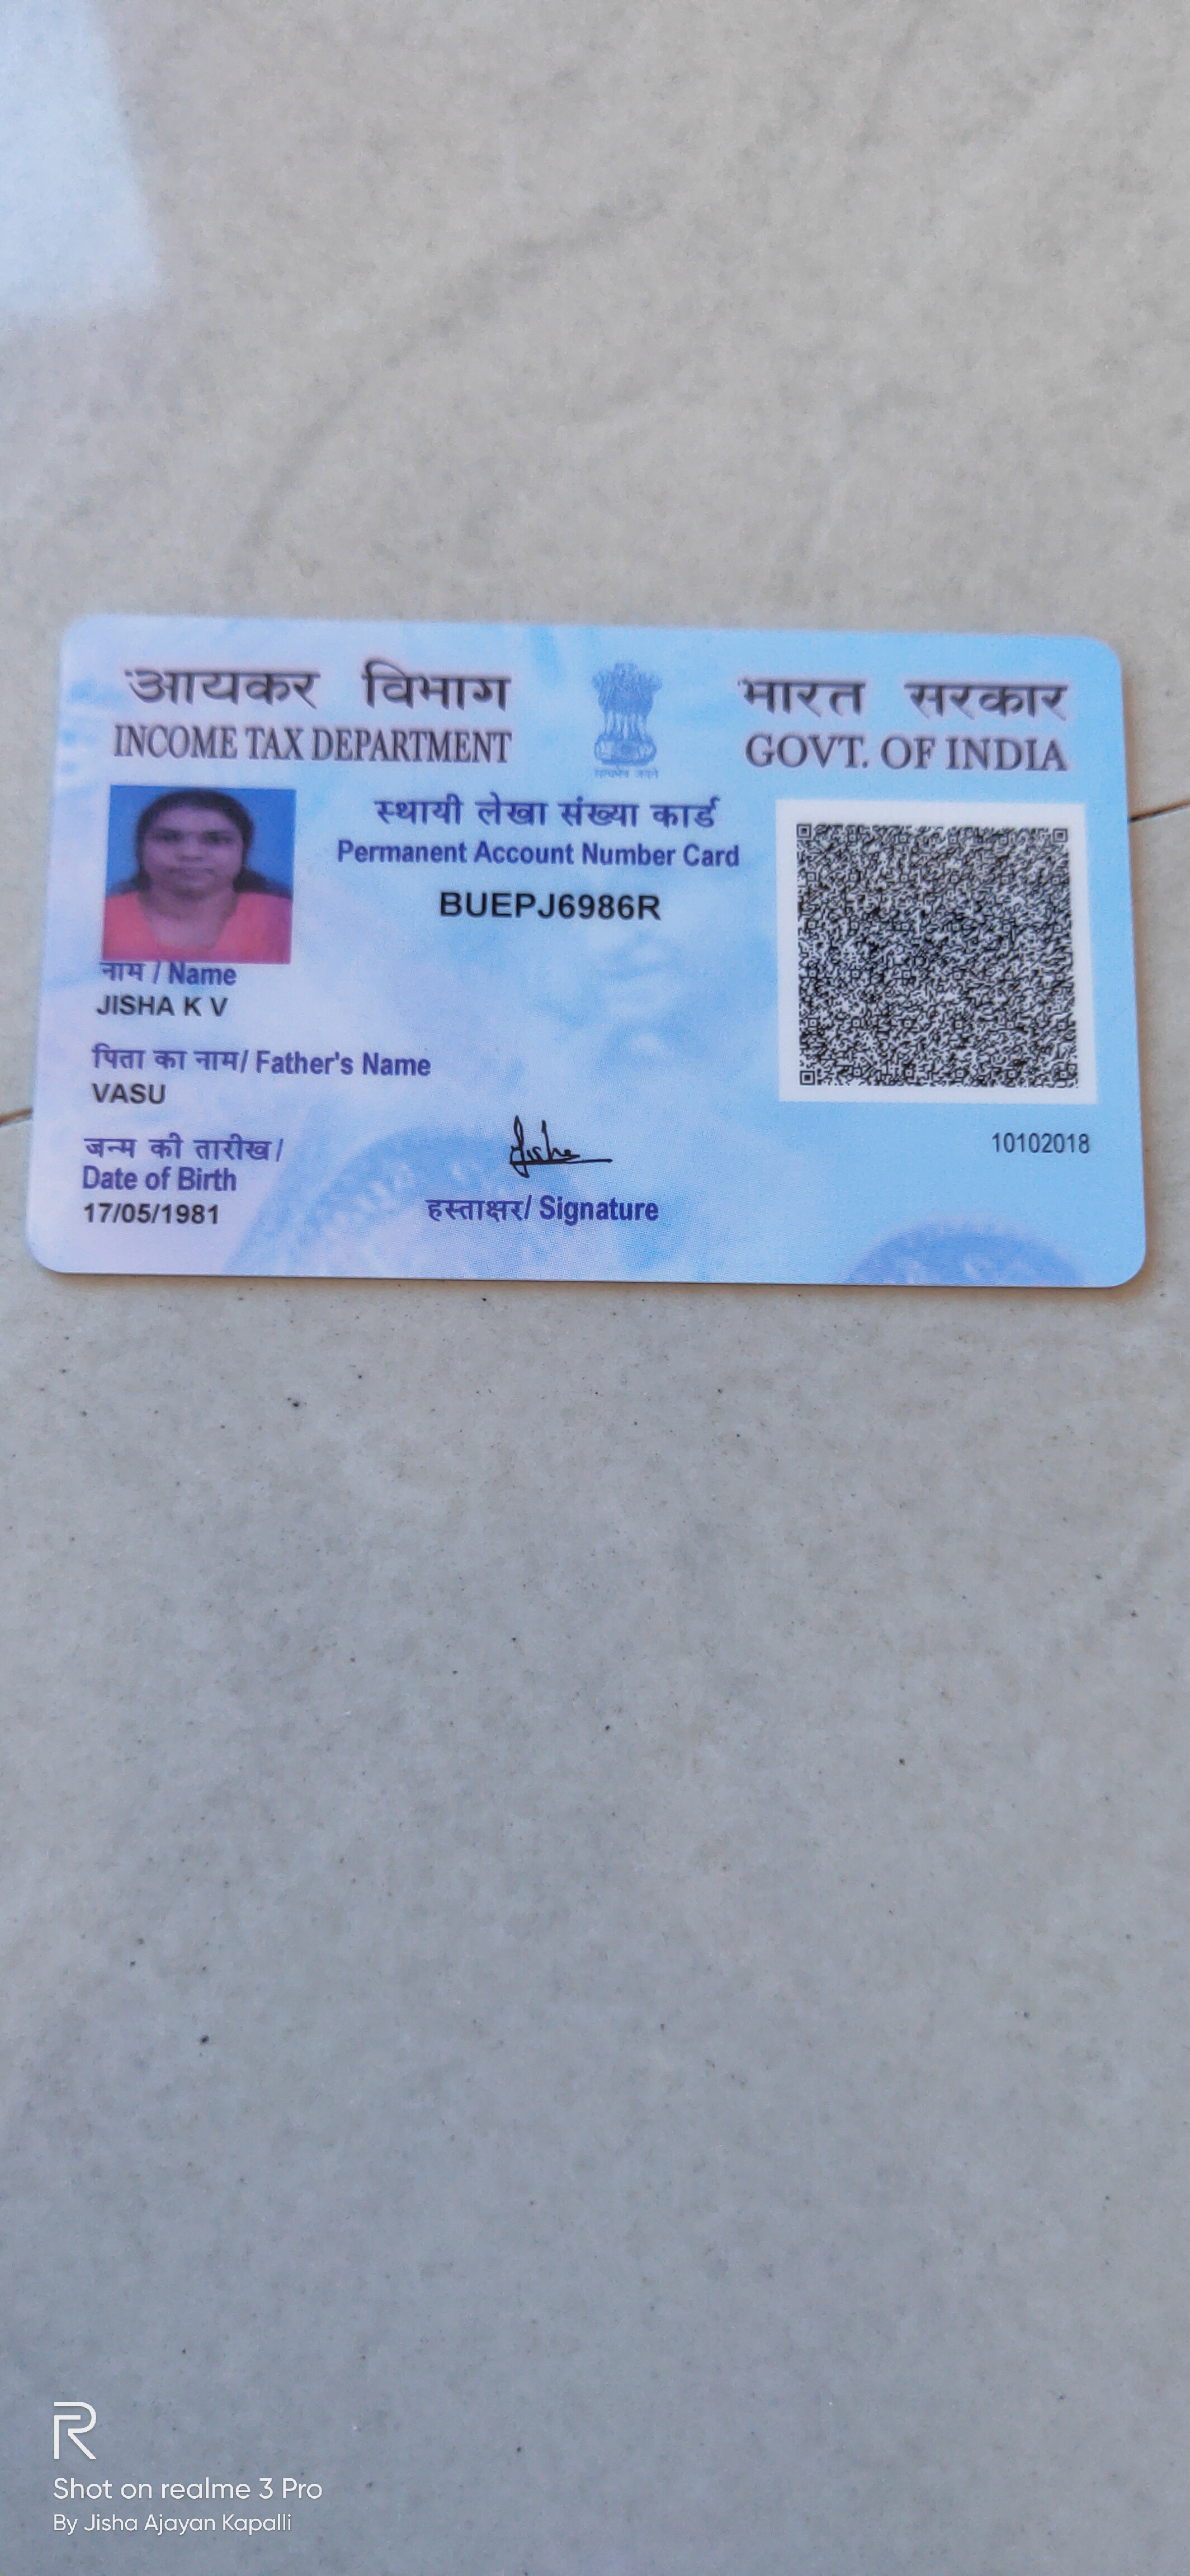 आयकर विभाग
INCOME TAX DEPARTMENT
सत्यमेव जयते
भारत सरकार
GOVT. OF INDIA
स्थायी लेखा संख्या कार्ड
Permanent Account Number Card
BUEPJ6986R
नाम / Name
JISHA K V
पिता का नाम/ Father's Name
VASU
जन्म की तारीख/
Date of Birth
17/05/1981
Jisha
हस्ताक्षर/ Signature
10102018
R
Shot on realme 3 Pro
By Jisha Ajayan Kapalli